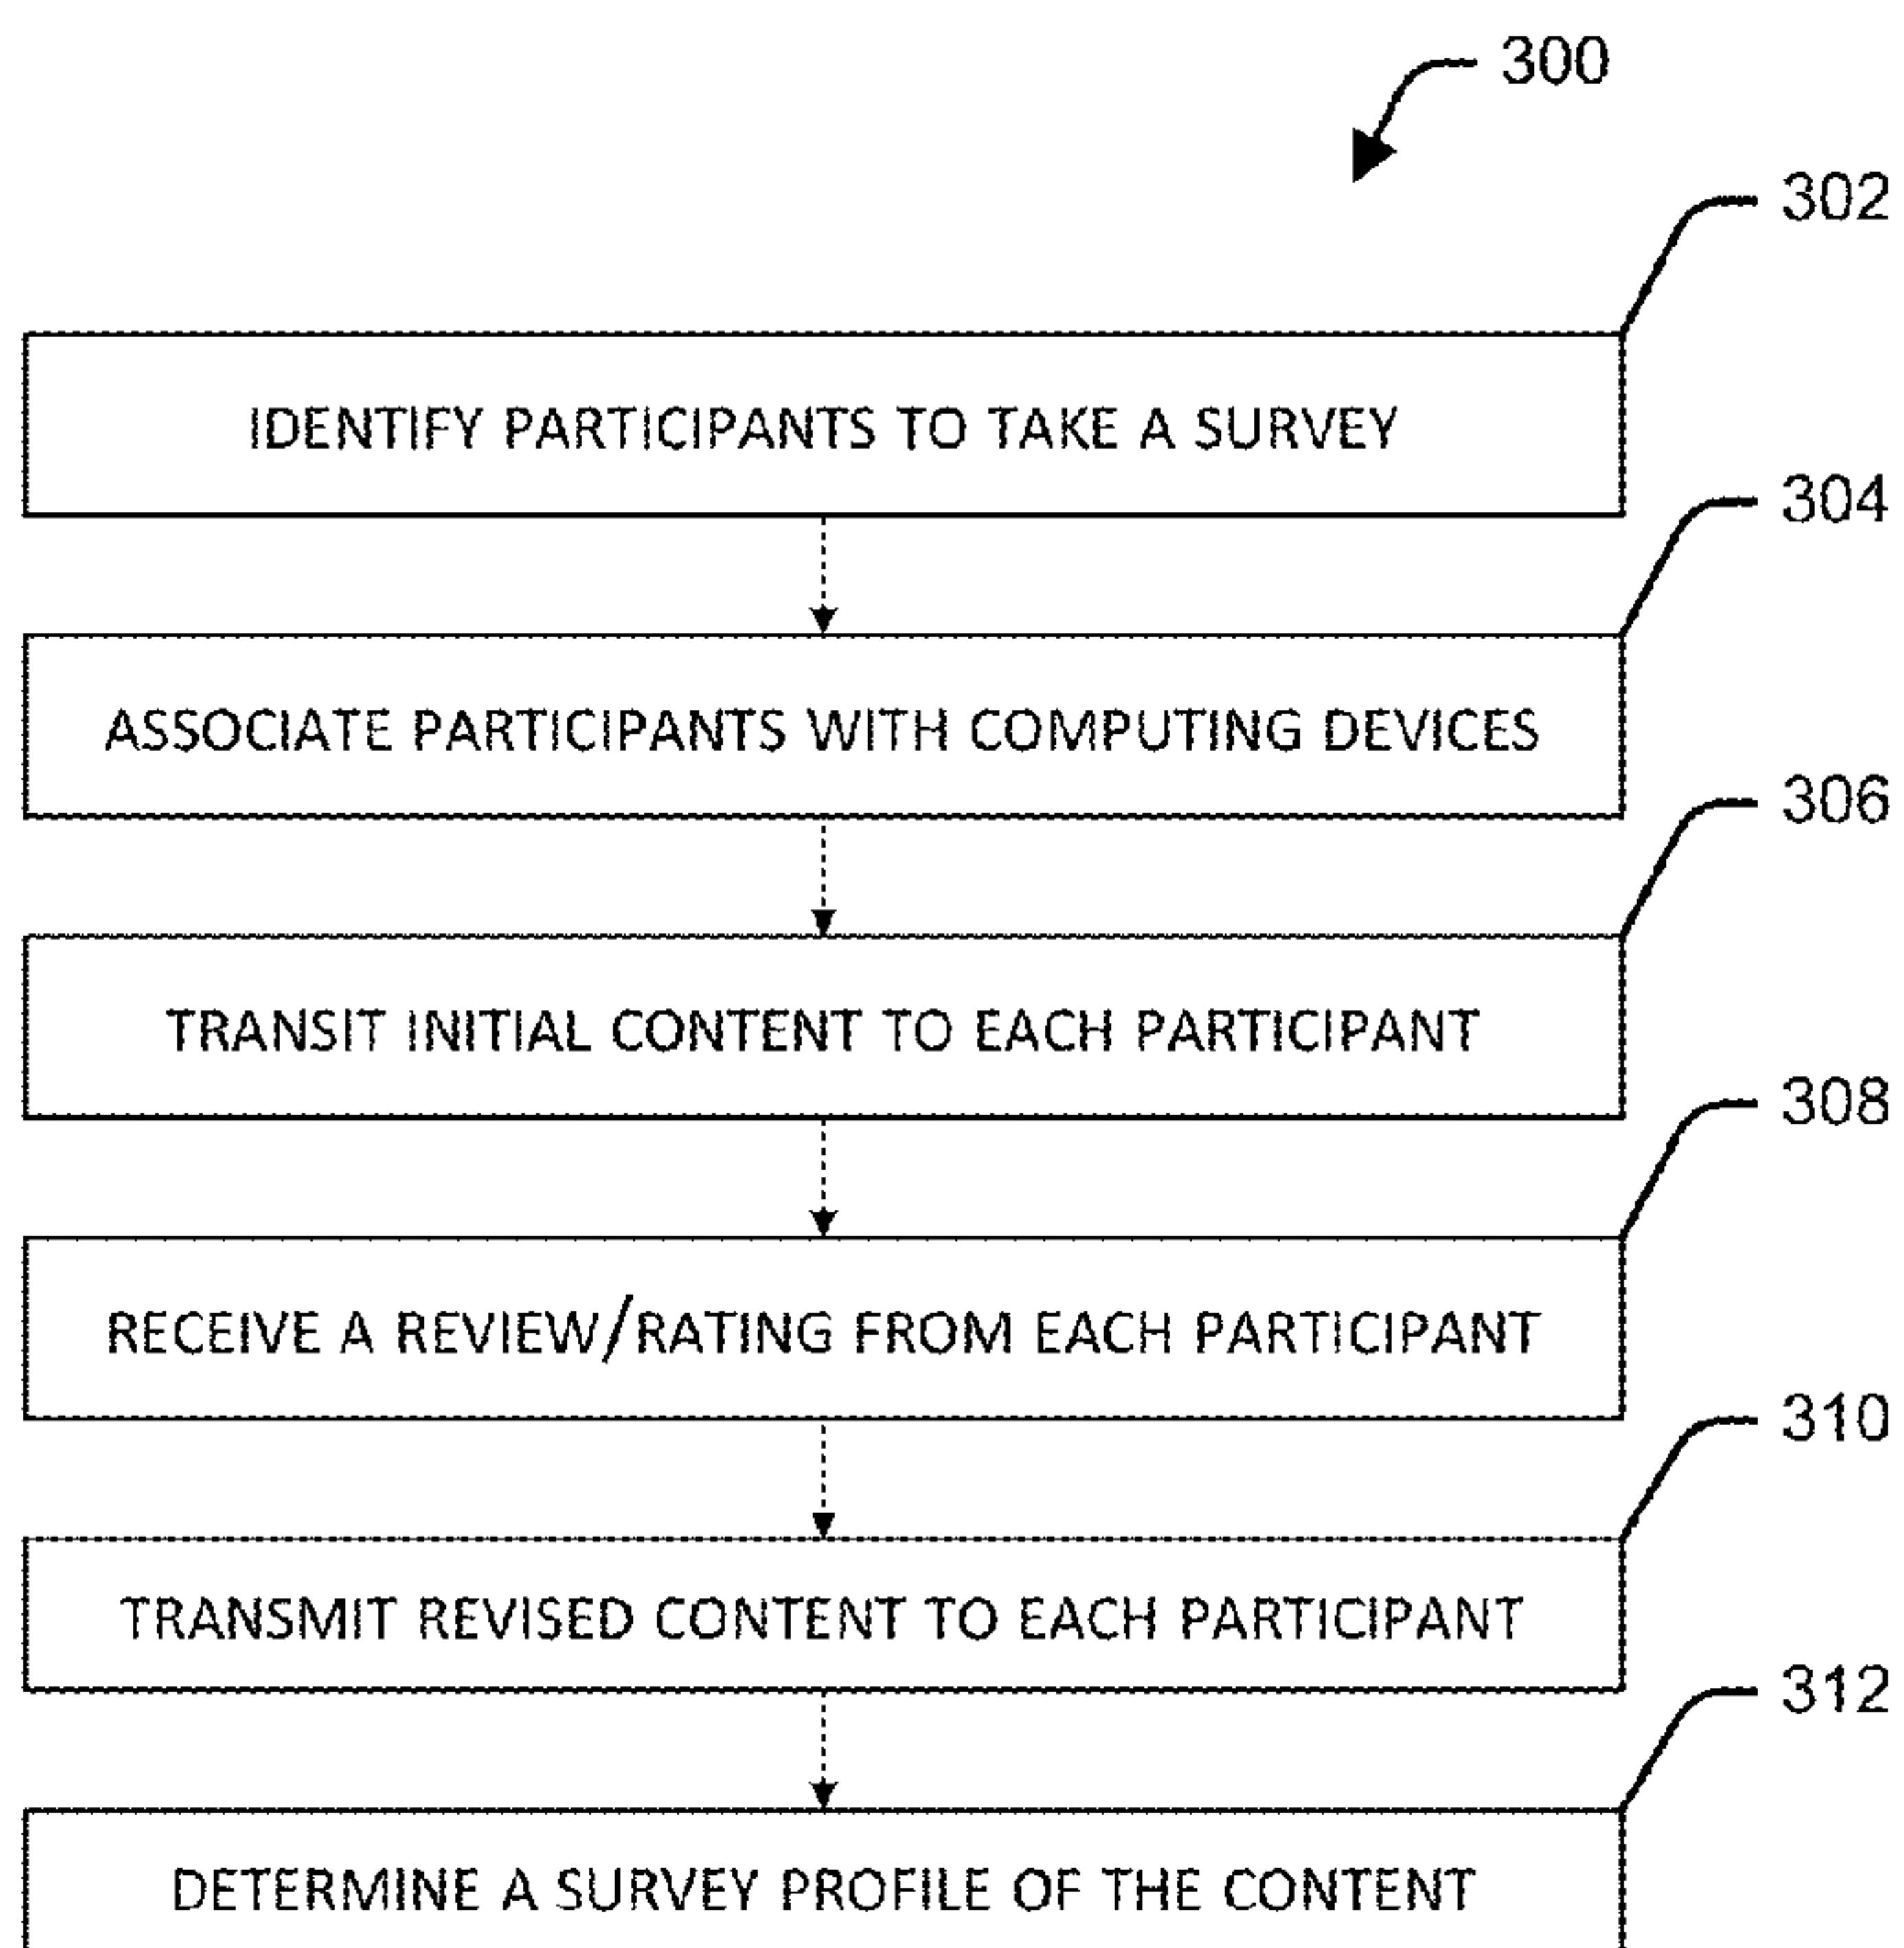 300
302
IDENTIFY PARTICIPANTS TO TAKE A SURVEY
304
ASSOCIATE PARTICIPANTS WITH COMPUTING DEVICES
306
TRANSIT INITIAL CONTENT TO EACH PARTICIPANT
308
RECEIVE A REVIEW/RATING FROM EACH PARTICIPANT
310
TRANSMIT REVISED CONTENT TO EACH PARTICIPANT
312
DETERMINE A SURVEY PROFILE OF THE CONTENT